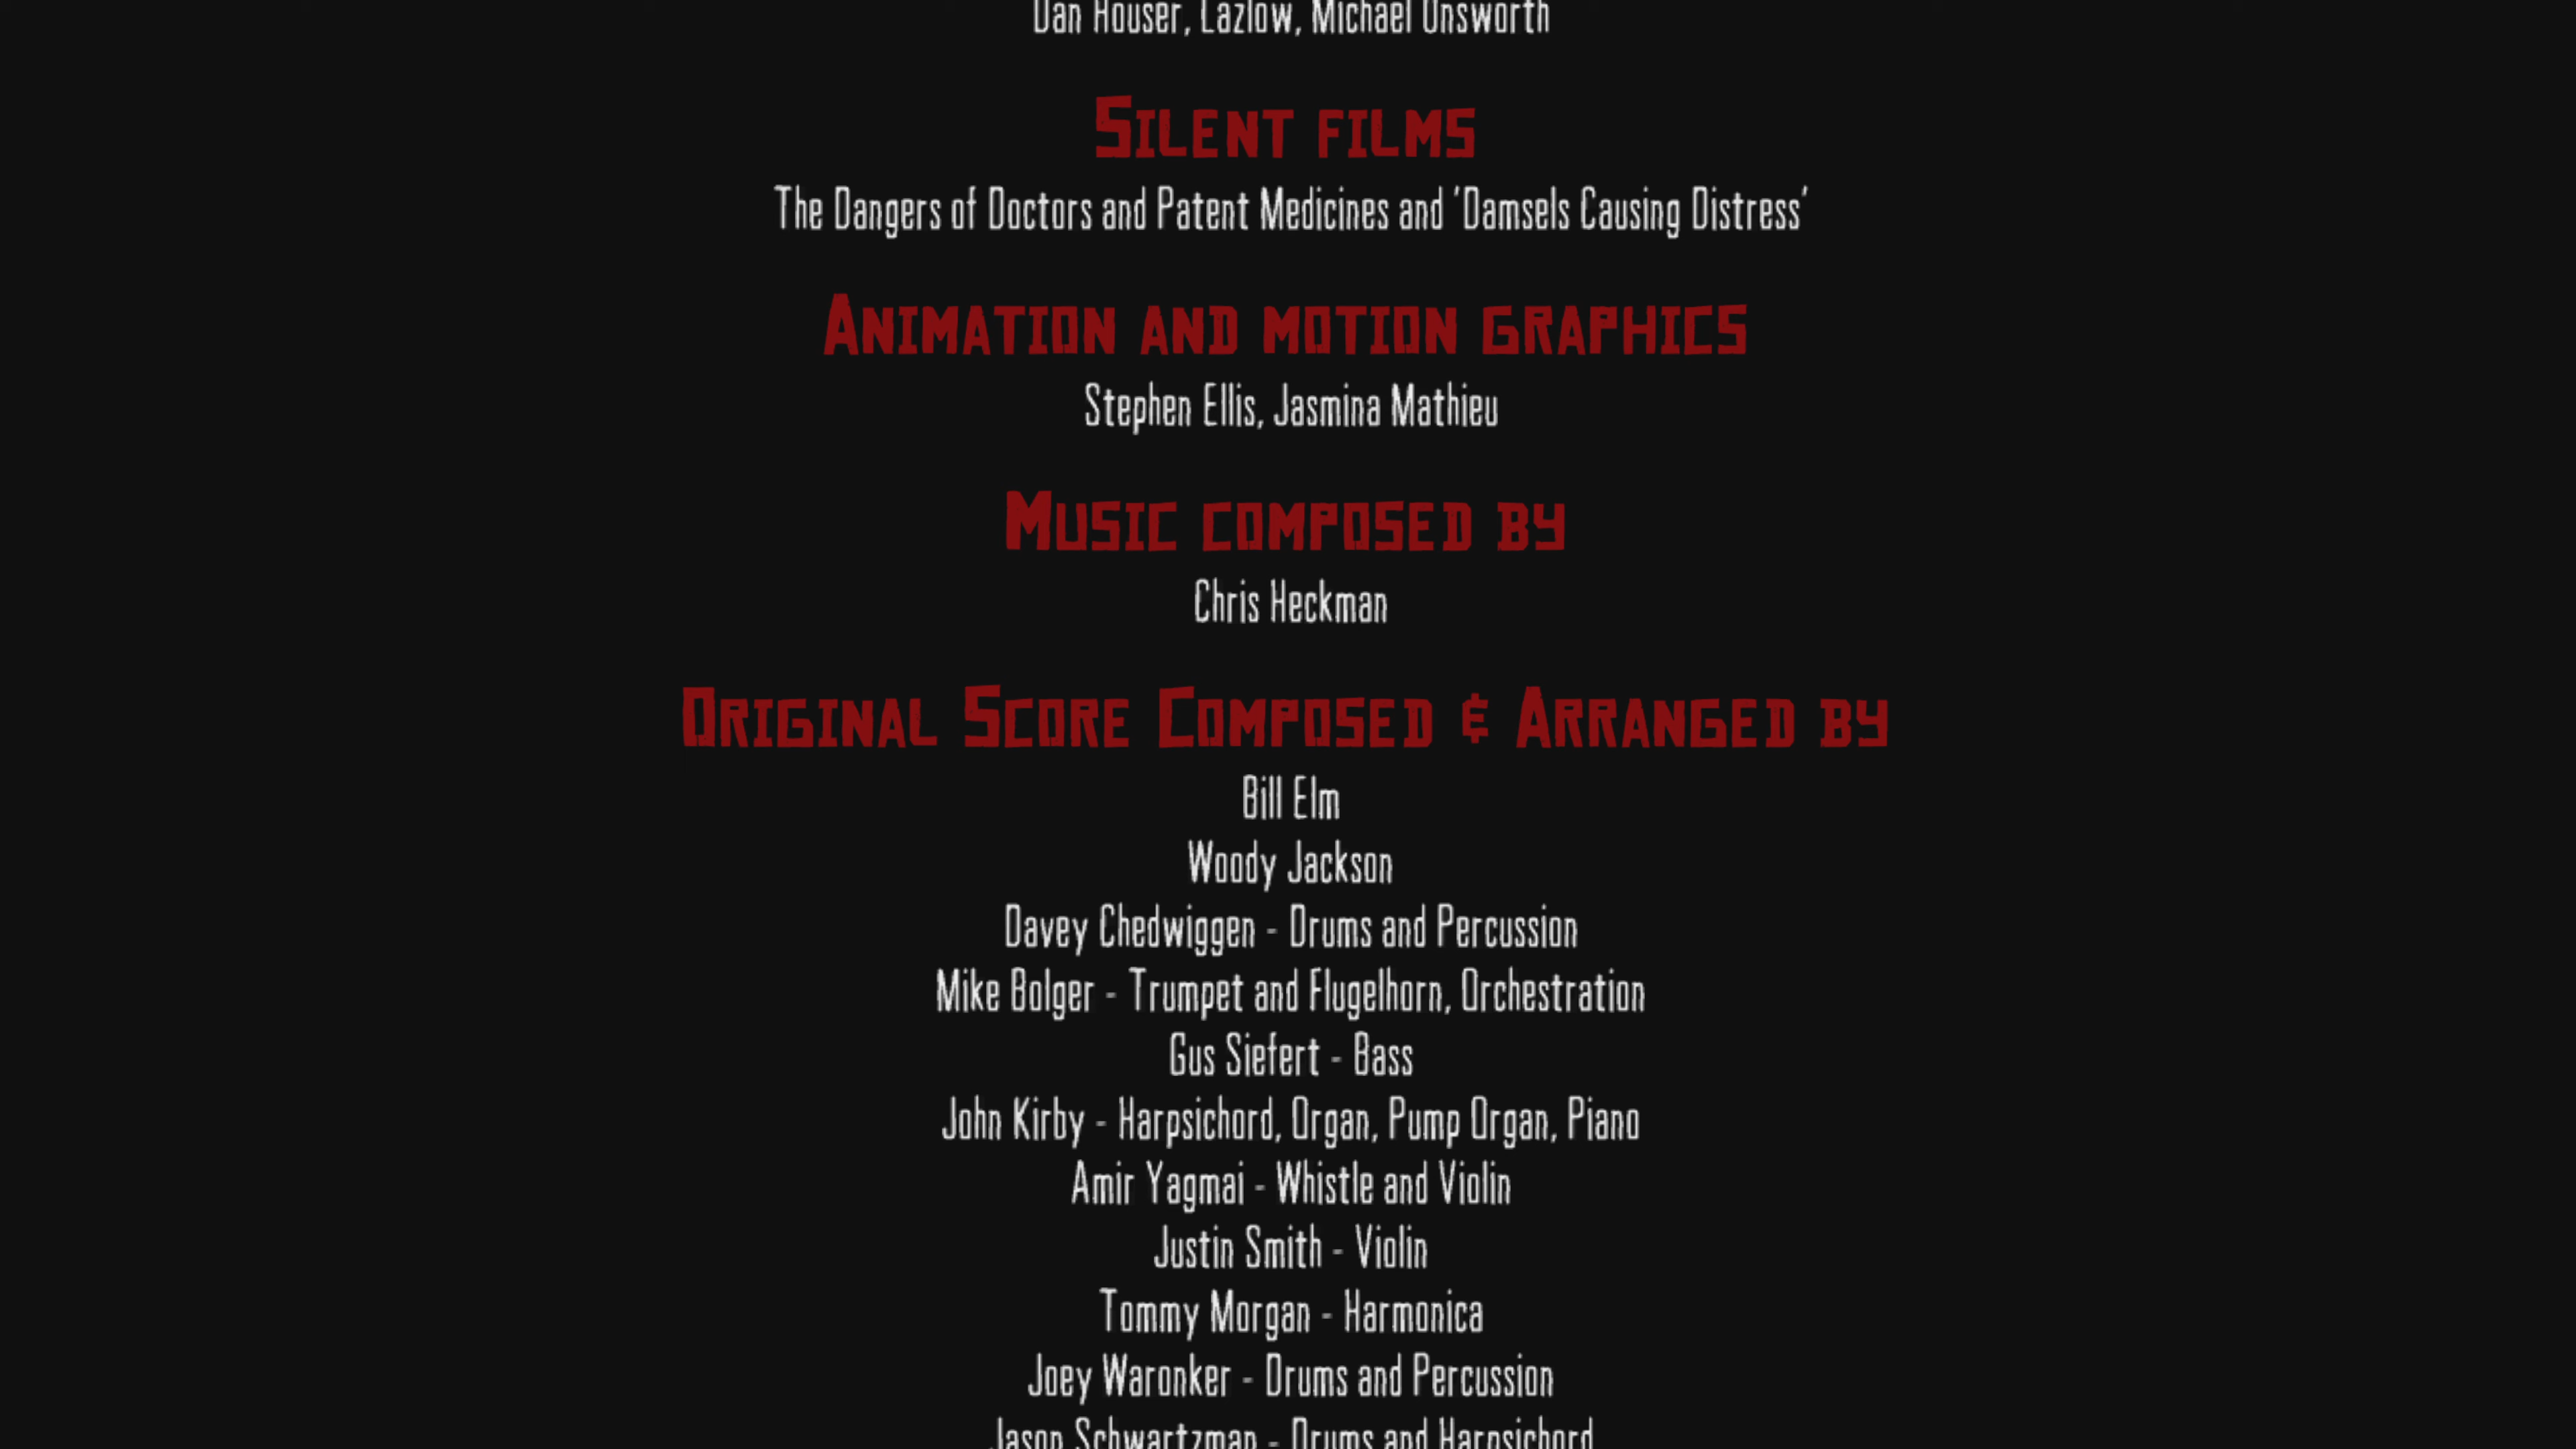 Dan Houser, Lazlow, Michael Unsworth
Silent films
The Dangers of Doctors and Patent Medicines and 'Damsels Causing Distress'
Animation and motion graphics
Stephen Ellis, Jasmina Mathieu
Music composed by
Chris Heckman
Original Score Composed & Arranged by
Bill Elm
Woody Jackson
Davey Chedwiggen - Drums and Percussion
Mike Bolger - Trumpet and Flugelhorn, Orchestration
Gus Siefert - Bass
John Kirby - Harpsichord, Organ, Pump Organ, Piano
Amir Yagmai - Whistle and Violin
Justin Smith - Violin
Tommy Morgan - Harmonica
Joey Waronker - Drums and Percussion
Jason Schwartzman - Drums and Harpsichord